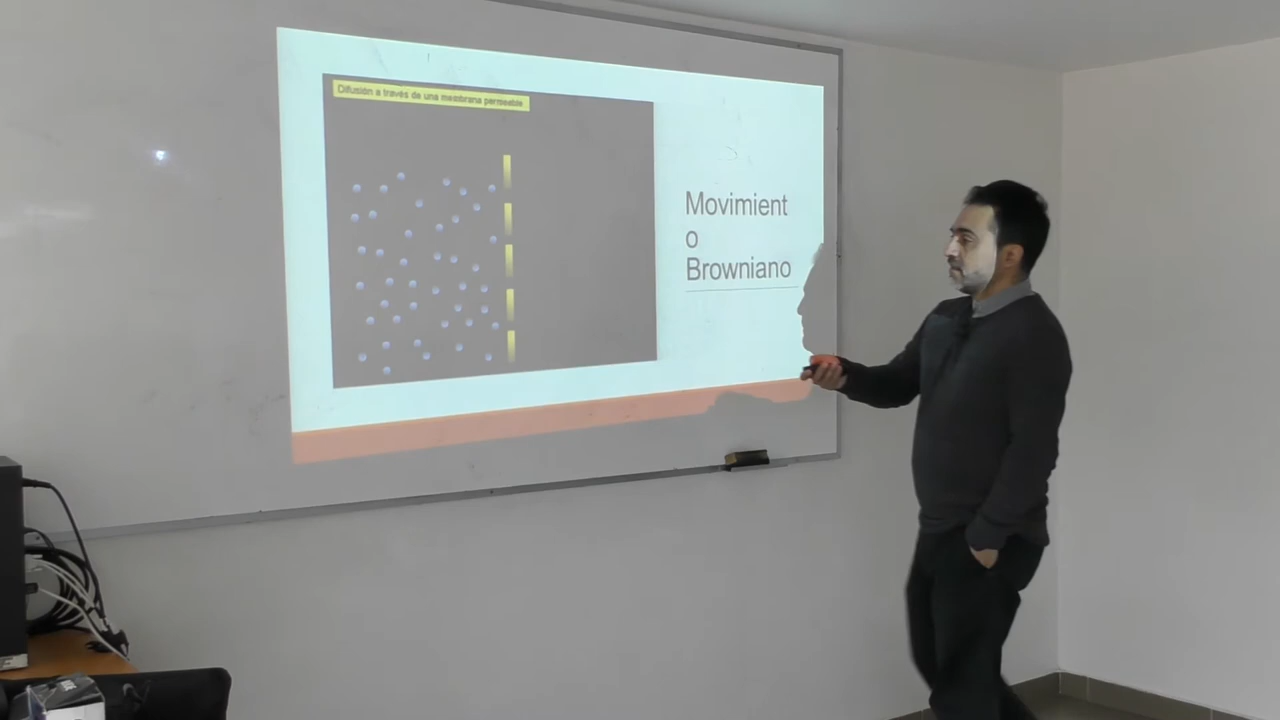 Difusión a través de una membrana permeable
Movimient
o
Browniano